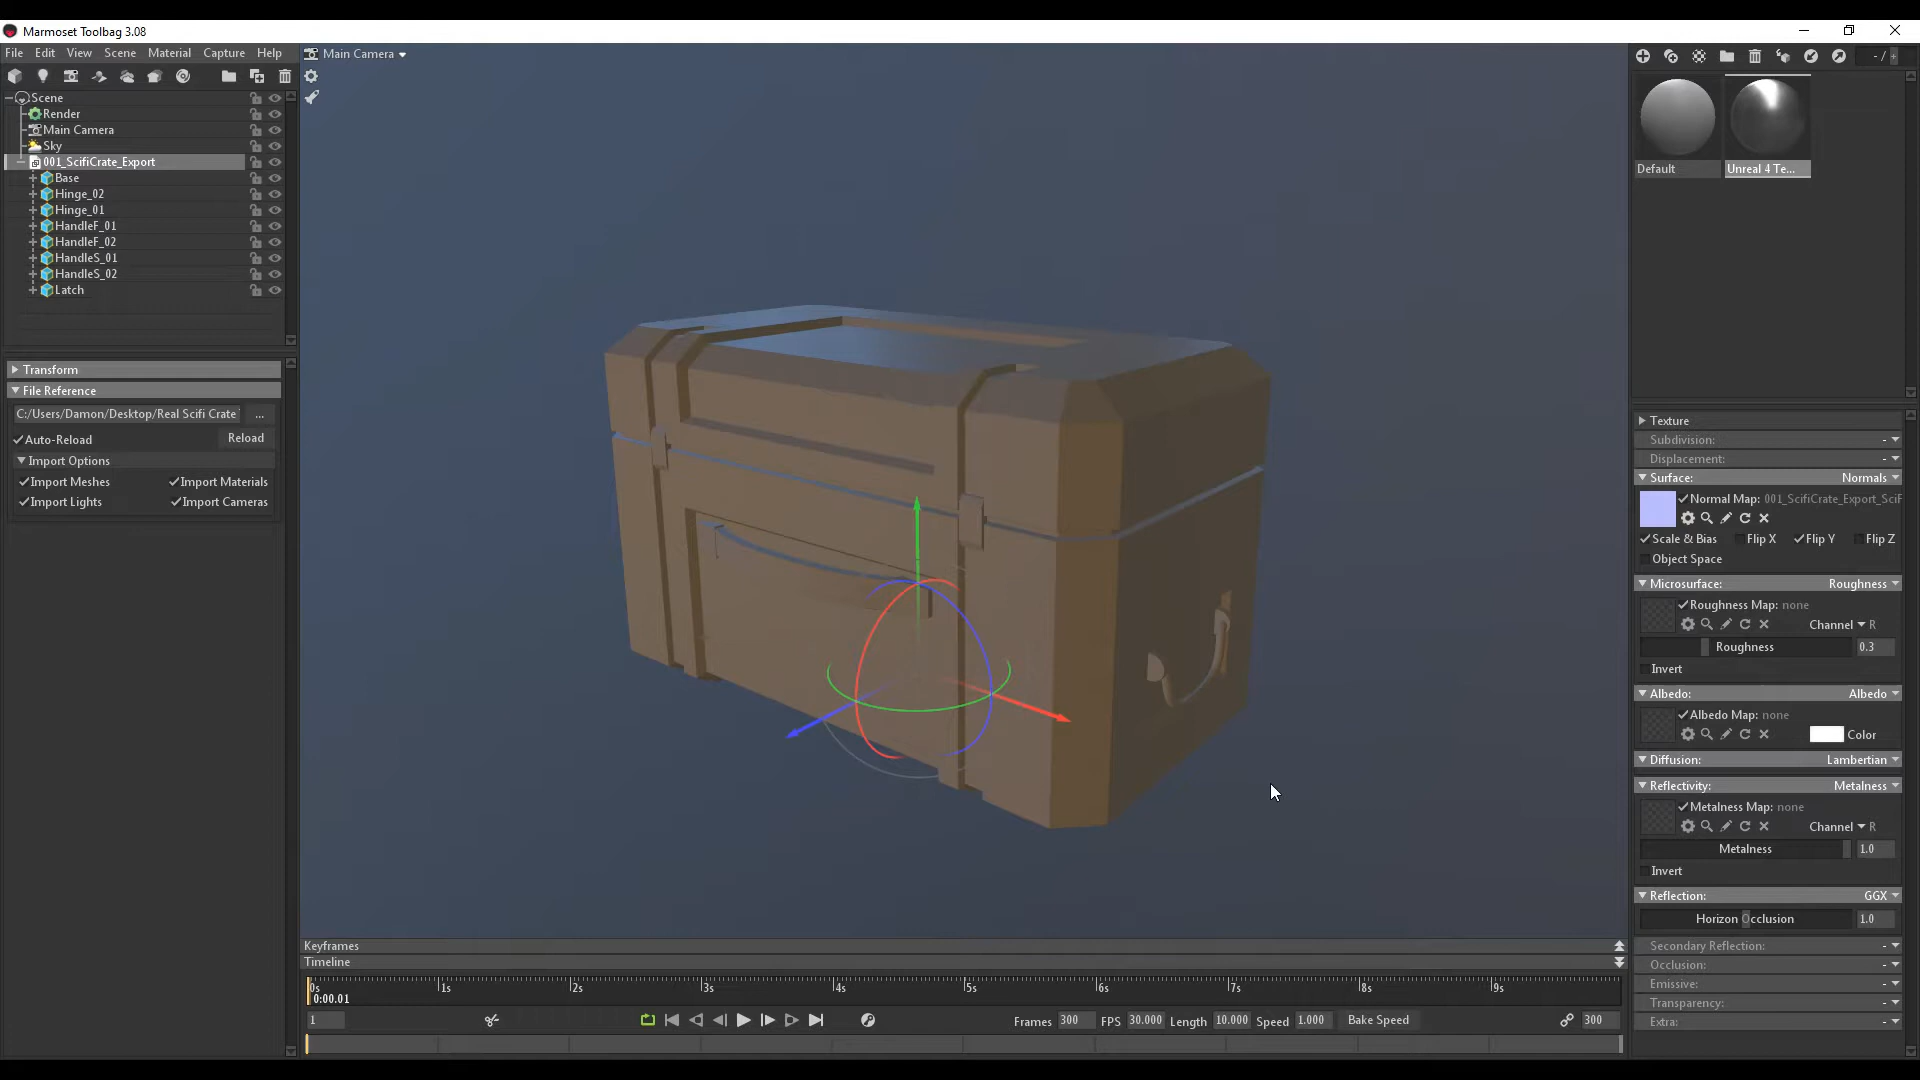 Marmoset Toolbag 3.08
File Edit View Scene Material Capture Help
Main Camera
- /
Scene
Render
Main Camera
Sky
001_ScifiCrate_Export
Base
Hinge_02
Hinge_01
HandleF_01
HandleF_02
HandleS_01
HandleS_02
Latch
Transform
File Reference
C:/Users/Damon/Desktop/Real Scifi Crate ...
Auto-Reload Reload
Import Options
Import Meshes Import Materials
Import Lights Import Cameras
Default Unreal 4 Te...
Texture
Subdivision: -
Displacement: -
Surface: Normals
Normal Map: 001_ScifiCrate_Export_SciF
Scale & Bias Flip X Flip Y Flip Z
Object Space
Microsurface: Roughness
Roughness Map: none
Channel R
Roughness 0.3
Invert
Albedo: Albedo
Albedo Map: none
Color
Diffusion: Lambertian
Reflectivity: Metalness
Metalness Map: none
Channel R
Metalness 1.0
Invert
Reflection: GGX
Horizon Occlusion 1.0
Secondary Reflection: -
Occlusion: -
Emissive: -
Transparency: -
Extra: -
Keyframes
Timeline
0s 1s 2s 3s 4s 5s 6s 7s 8s 9s
0:00.01
1 Frames 300 FPS 30.000 Length 10.000 Speed 1.000 Bake Speed 300